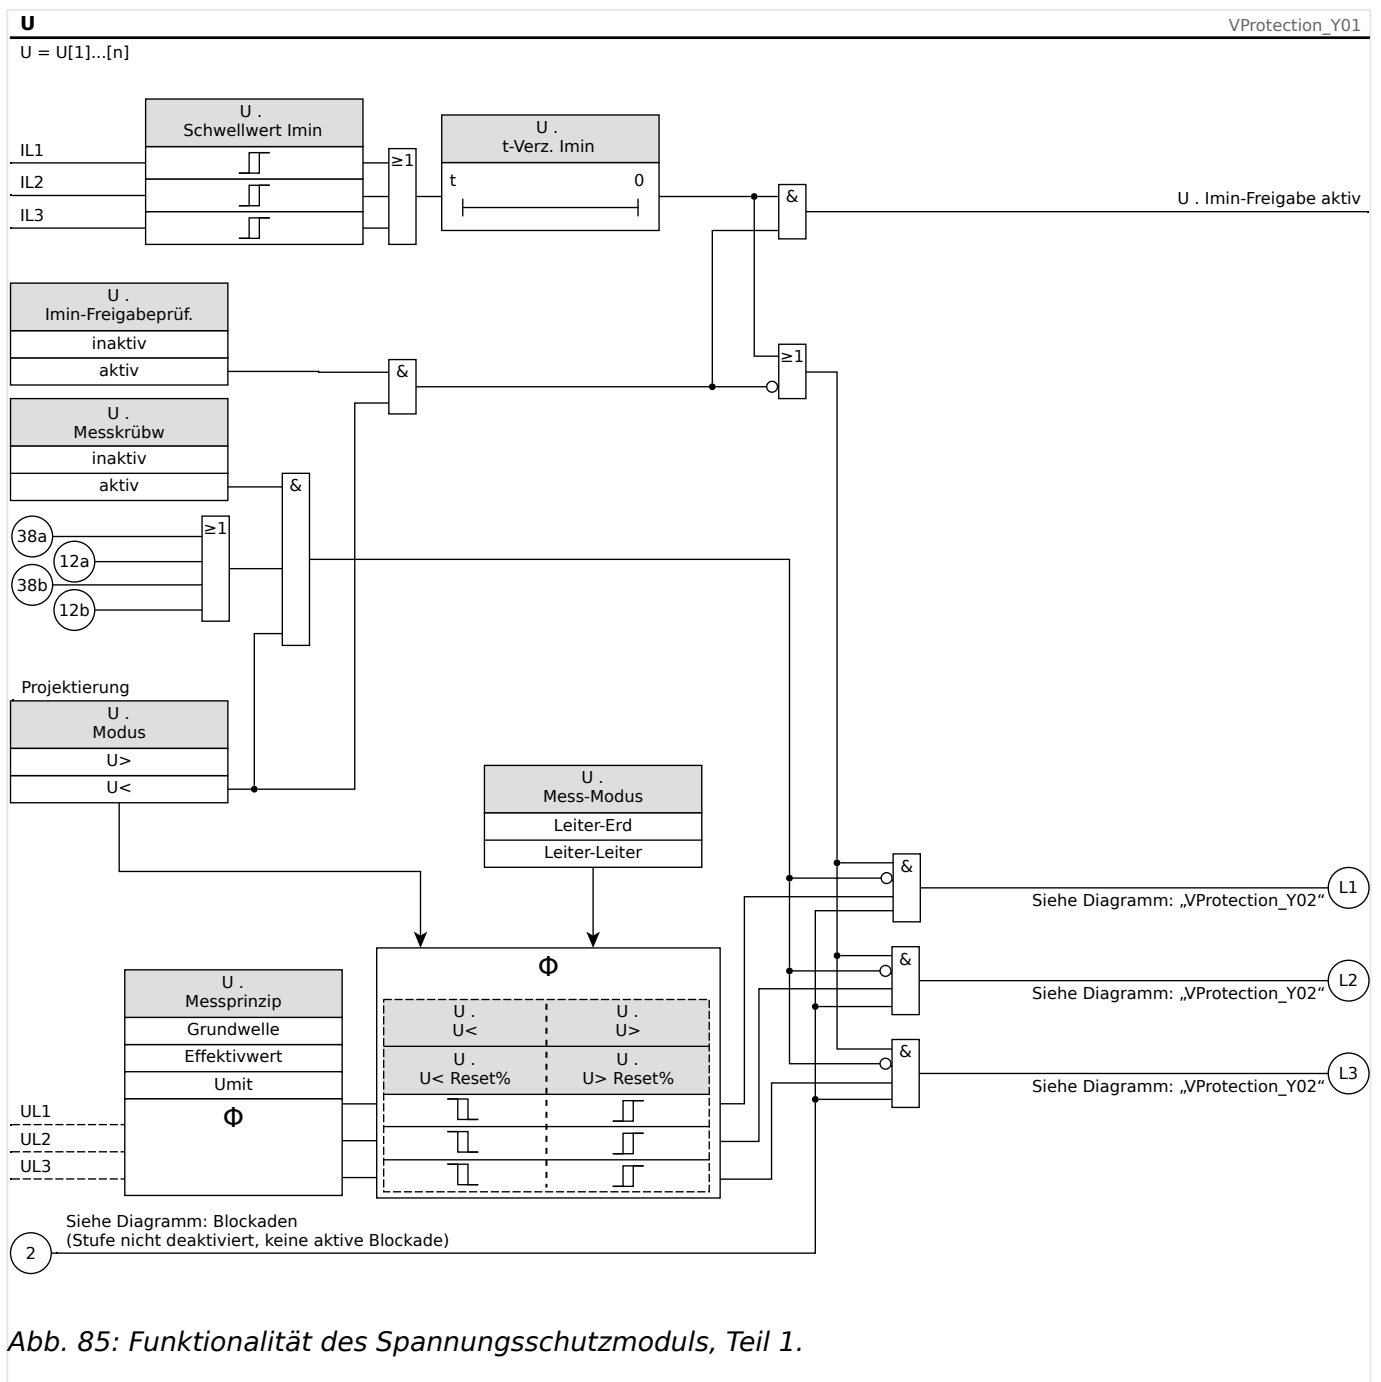 U
VProtection_Y01
U = U[1]...[n]
U .
Schwellwert Imin
IL1
IL2
IL3
≥1
U .
t-Verz. Imin
t
0
&
U . Imin-Freigabe aktiv
U .
Imin-Freigabeprüf.
inaktiv
aktiv
&
≥1
U .
Messkrübw
inaktiv
aktiv
&
38a
12a
38b
12b
≥1
Projektierung
U .
Modus
U>
U<
U .
Mess-Modus
Leiter-Erd
Leiter-Leiter
&
L1
Siehe Diagramm: „VProtection_Y02“
&
L2
Siehe Diagramm: „VProtection_Y02“
&
L3
Siehe Diagramm: „VProtection_Y02“
U .
Messprinzip
Grundwelle
Effektivwert
Umit
Φ
UL1
UL2
UL3
Φ
U .
U<
U .
U>
U .
U< Reset%
U .
U> Reset%
Siehe Diagramm: Blockaden
(Stufe nicht deaktiviert, keine aktive Blockade)
2
Abb. 85: Funktionalität des Spannungsschutzmoduls, Teil 1.